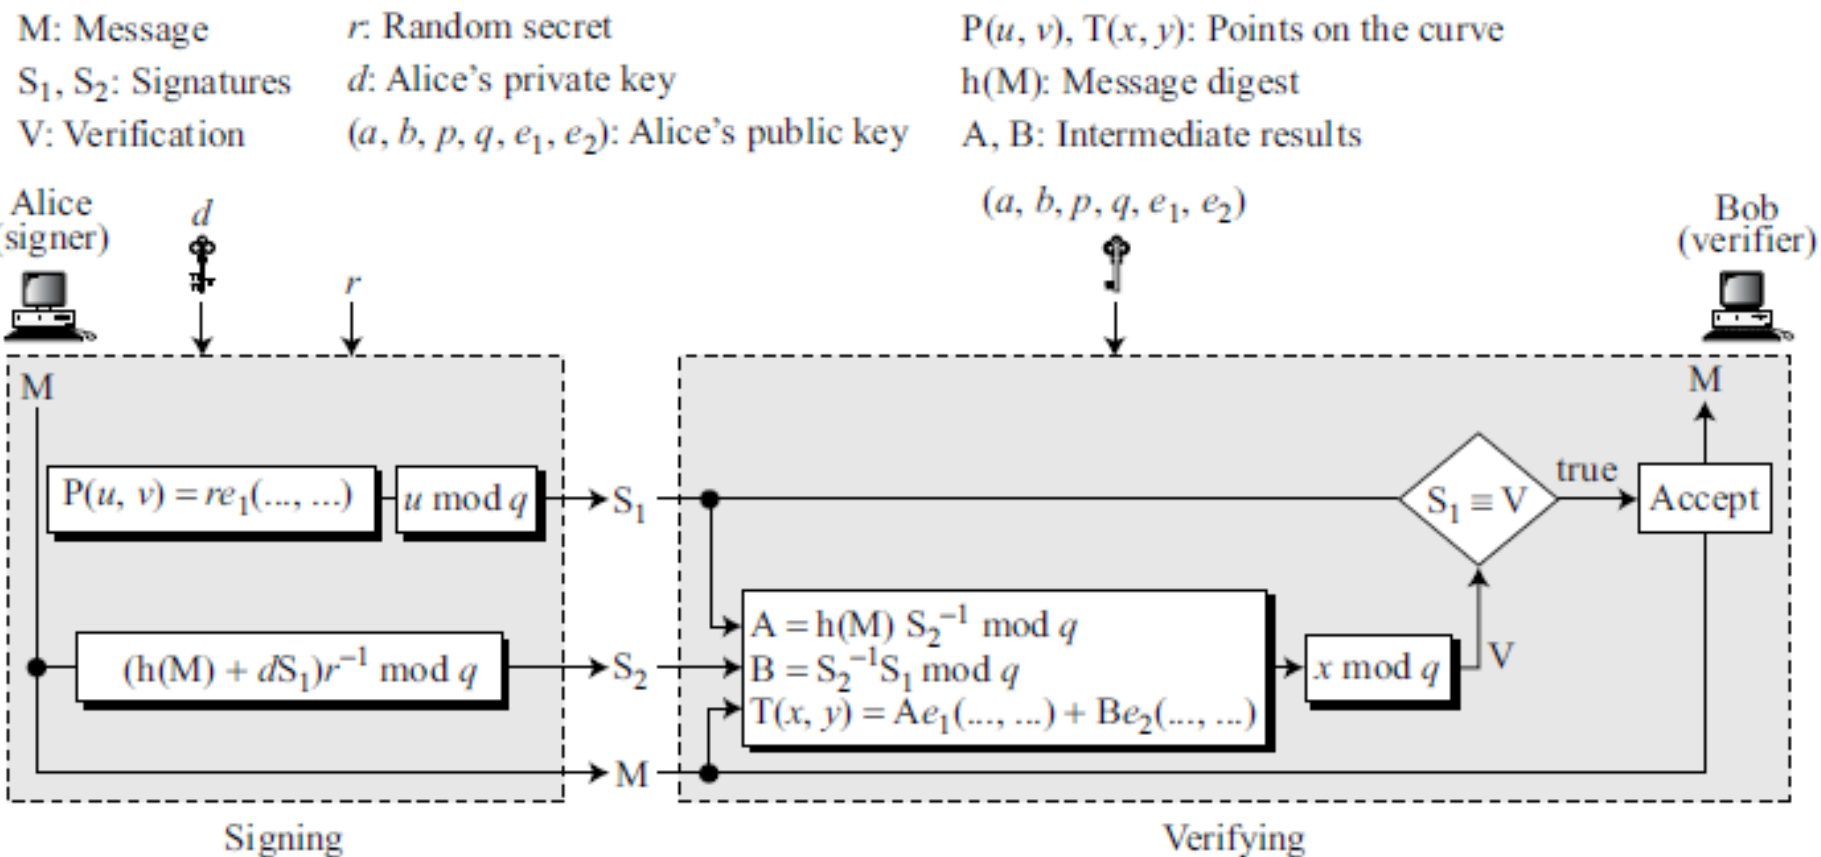 M: Message r: Random secret P(u, v), T(x, y): Points on the curve
S₁, S₂: Signatures d: Alice's private key h(M): Message digest
V: Verification (a, b, p, q, e₁, e₂): Alice's public key A, B: Intermediate results
Alice
(signer)
d
r
(a, b, p, q, e₁, e₂)
Bob
(verifier)
M
P(u, v) = re₁(..., ...)
u mod q
S₁
(h(M) + dS₁)r⁻¹ mod q
S₂
M
A = h(M) S₂⁻¹ mod q
B = S₂⁻¹S₁ mod q
T(x, y) = Ae₁(..., ...) + Be₂(..., ...)
x mod q
V
S₁ ≡ V
true
Accept
M
Signing
Verifying